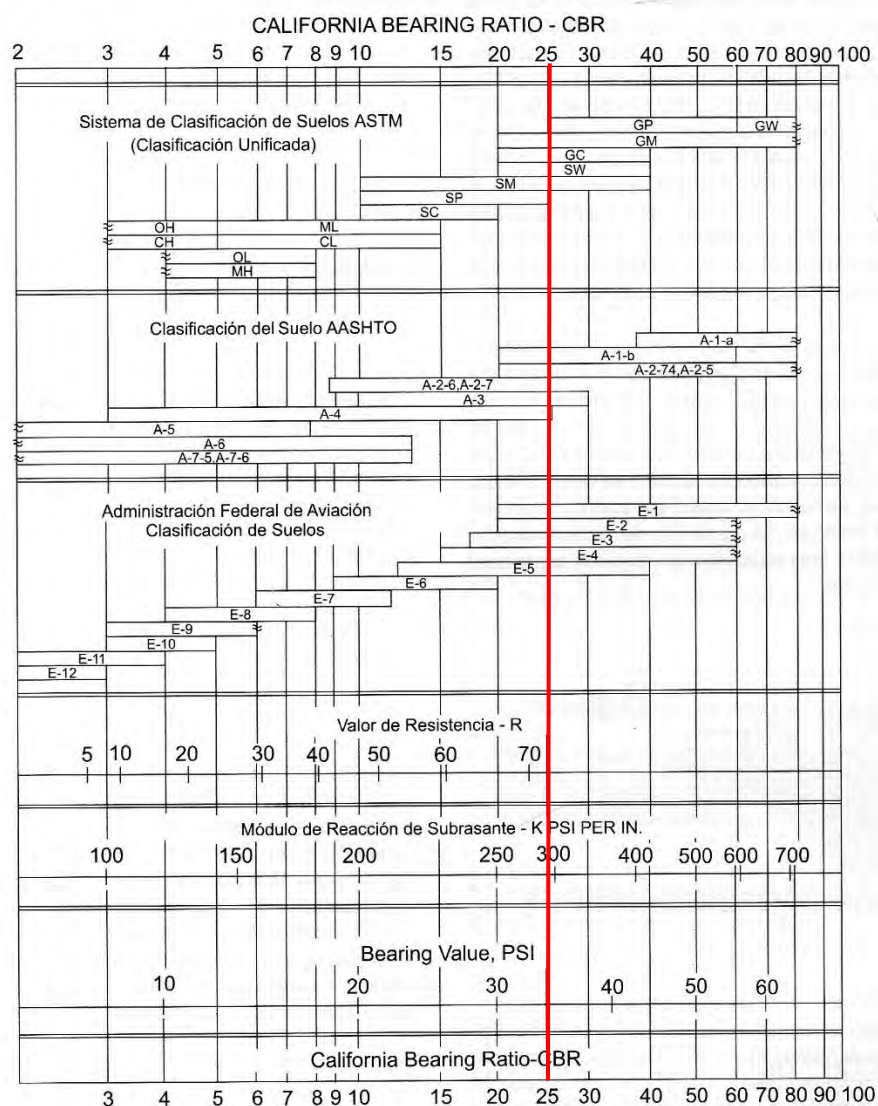 CALIFORNIA BEARING RATIO - CBR
2 3 4 5 6 7 8 9 10 15 20 25 30 40 50 60 70 80 90 100
Sistema de Clasificación de Suelos ASTM
(Clasificación Unificada)
GP GW
GM
GC
SW
SM
SP
SC
OH ML
CH CL
OL
MH
Clasificación del Suelo AASHTO
A-1-a
A-1-b
A-2-74,A-2-5
A-2-6,A-2-7
A-3
A-4
A-5
A-6
A-7-5,A-7-6
Administración Federal de Aviación
Clasificación de Suelos
E-1
E-2
E-3
E-4
E-5
E-6
E-7
E-8
E-9
E-10
E-11
E-12
Valor de Resistencia - R
5 10 20 30 40 50 60 70
Módulo de Reacción de Subrasante - K PSI PER IN.
100 150 200 250 300 400 500 600 700
Bearing Value, PSI
10 20 30 40 50 60
California Bearing Ratio-CBR
3 4 5 6 7 8 9 10 15 20 25 30 40 50 60 70 80 90 100